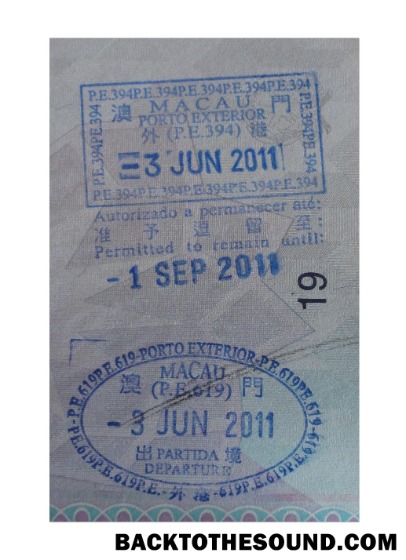 P.E.394P.E.394P.E.394P.E.394P.E.394P.E.394
澳 MACAU 門
PORTO EXTERIOR
外 (P.E.394) 港
3 JUN 2011
P.E.394P.E.394P.E.394P.E.394P.E.394P.E.394
Autorizado a permanecer até:
准 予 逗 留 至:
Permitted to remain until:
- 1 SEP 2011
19
P.E.619P.E.619-PORTO EXTERIOR-P.E.619P.E.619
MACAU
澳 (P.E.619) 門
- 3 JUN 2011
出 PARTIDA 境
DEPARTURE
P.E.619P.E.619P.E.-外 港-619P.E.619P.E.619
BACKTOTHESOUND.COM